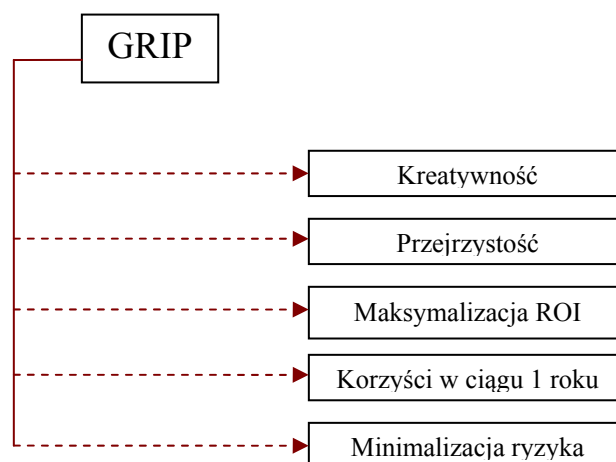 GRIP
Kreatywność
Przejrzystość
Maksymalizacja ROI
Korzyści w ciągu 1 roku
Minimalizacja ryzyka